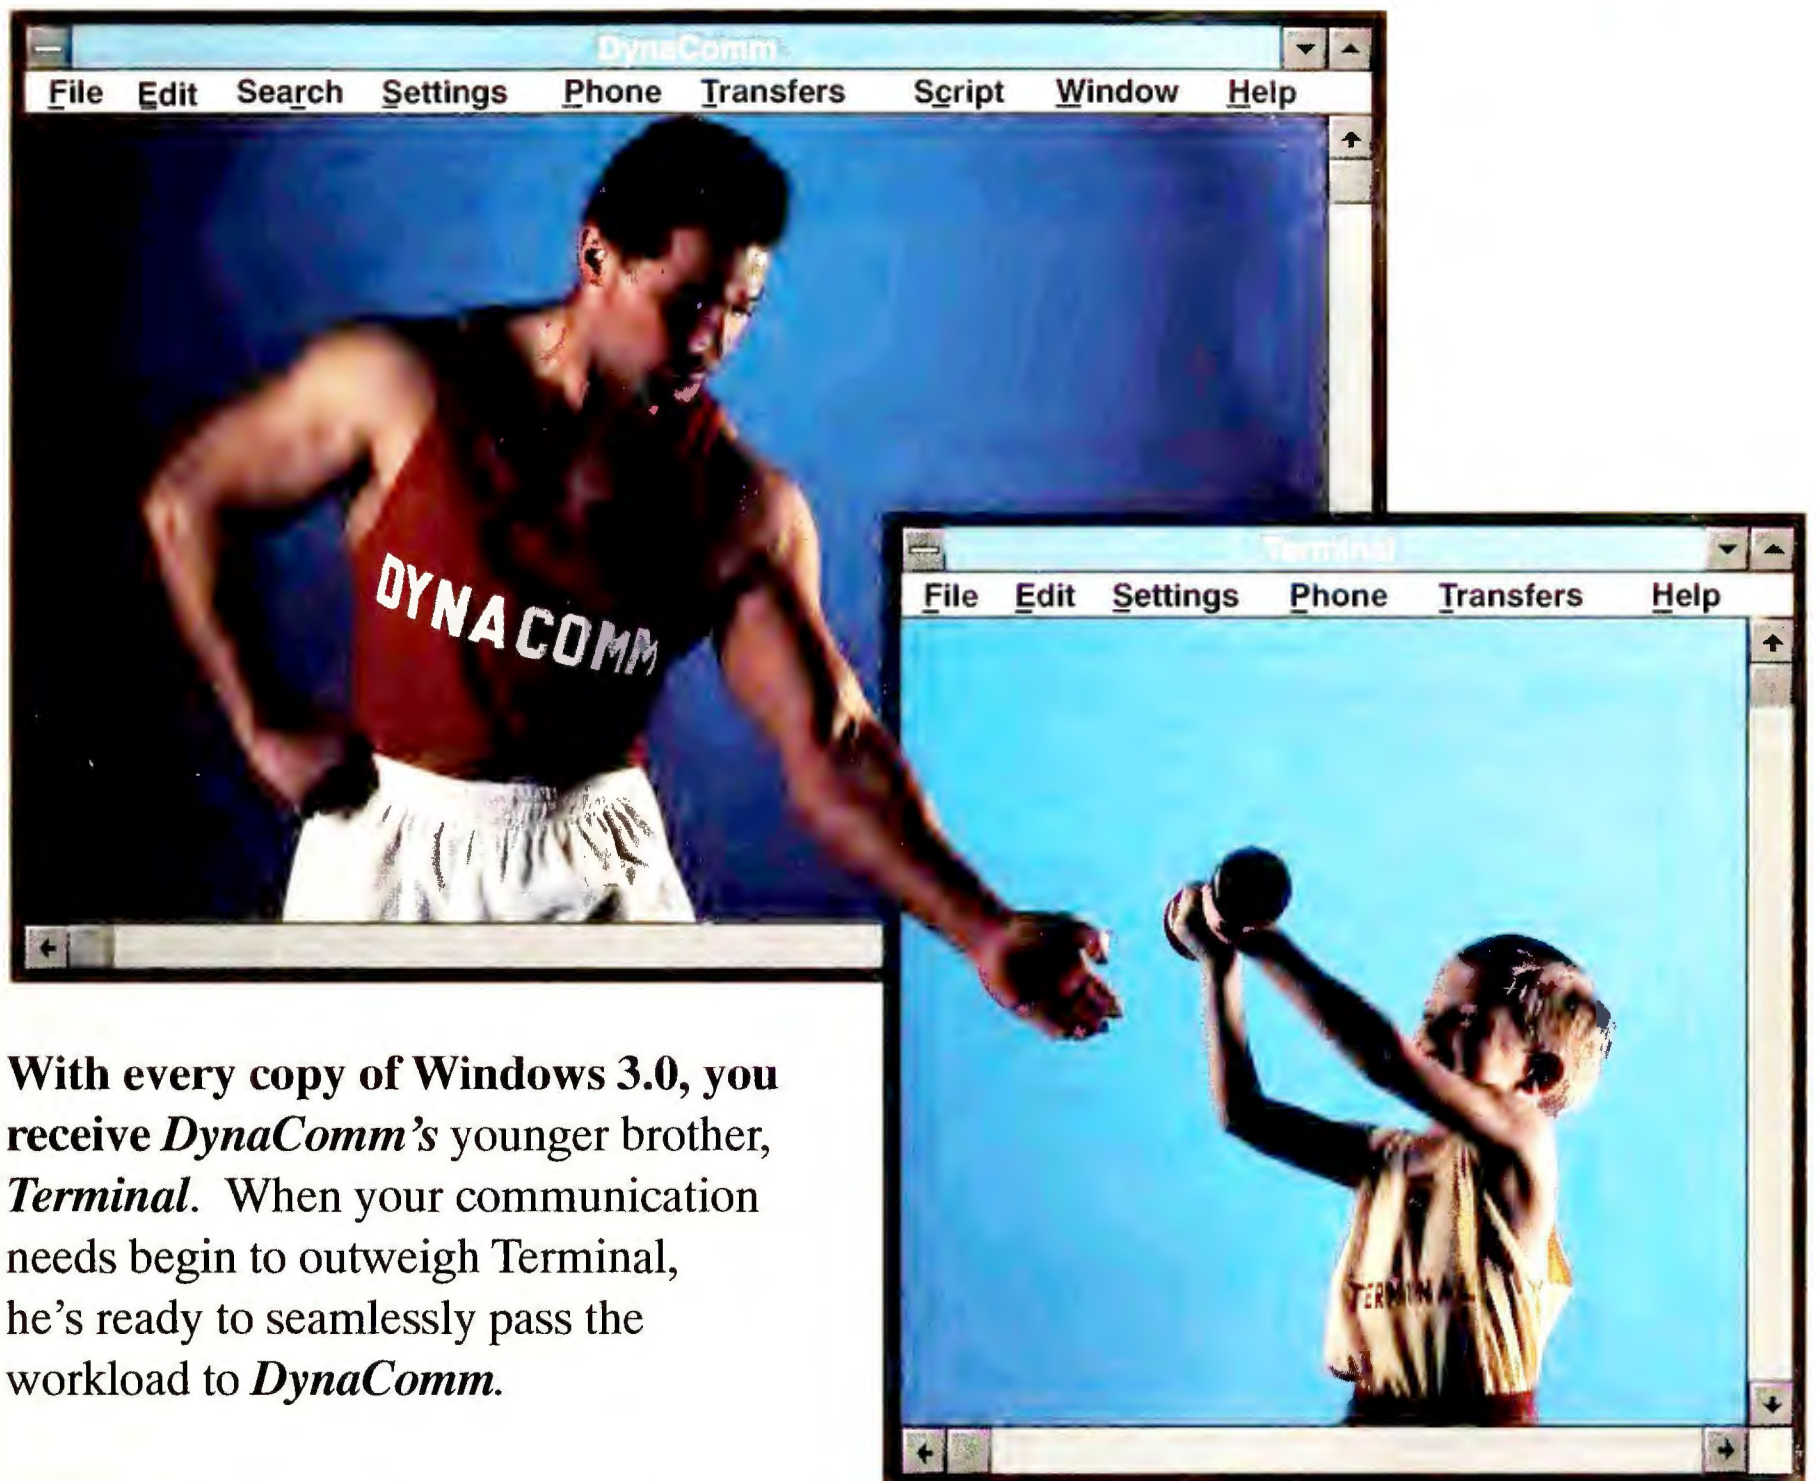 DynaComm
File Edit Search Settings Phone Transfers Script Window Help
DYNACOMM
Terminal
File Edit Settings Phone Transfers Help
TERMINAL
With every copy of Windows 3.0, you
receive DynaComm's younger brother,
Terminal. When your communication
needs begin to outweigh Terminal,
he's ready to seamlessly pass the
workload to DynaComm.